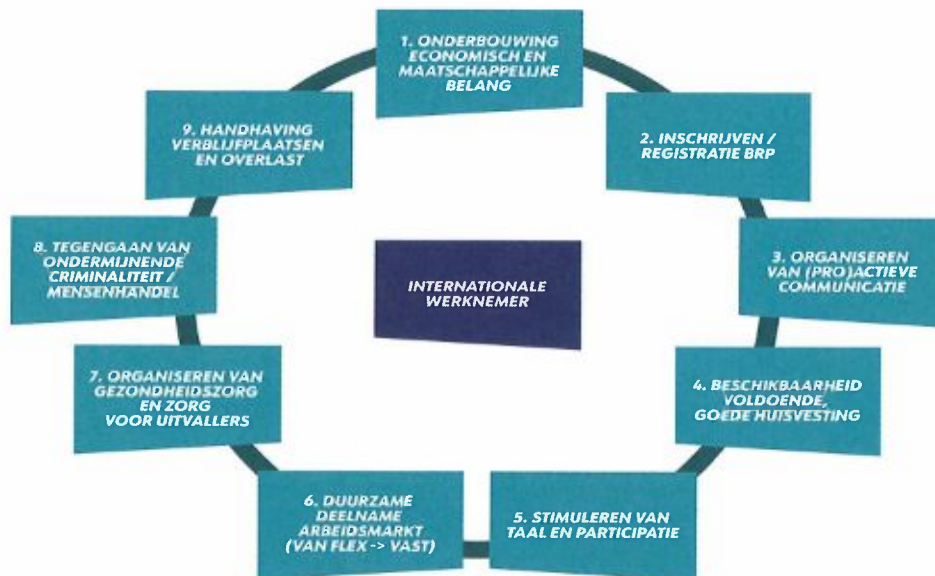 1. ONDERBOUWING
ECONOMISCH EN
MAATSCHAPPELIJKE
BELANG
2. INSCHRIJVEN /
REGISTRATIE BRP
3. ORGANISEREN
VAN (PRO)ACTIEVE
COMMUNICATIE
4. BESCHIKBAARHEID
VOLDOENDE,
GOEDE HUISVESTING
5. STIMULEREN VAN
TAAL EN PARTICIPATIE
6. DUURZAME
DEELNAME
ARBEIDSMARKT
(VAN FLEX -> VAST)
7. ORGANISEREN VAN
GEZONDHEIDSZORG
EN ZORG
VOOR UITVALLERS
8. TEGENGAAN VAN
ONDERMIJNENDE
CRIMINALITEIT /
MENSENHANDEL
9. HANDHAVING
VERBLIJFPLAATSEN
EN OVERLAST
INTERNATIONALE
WERKNEMER